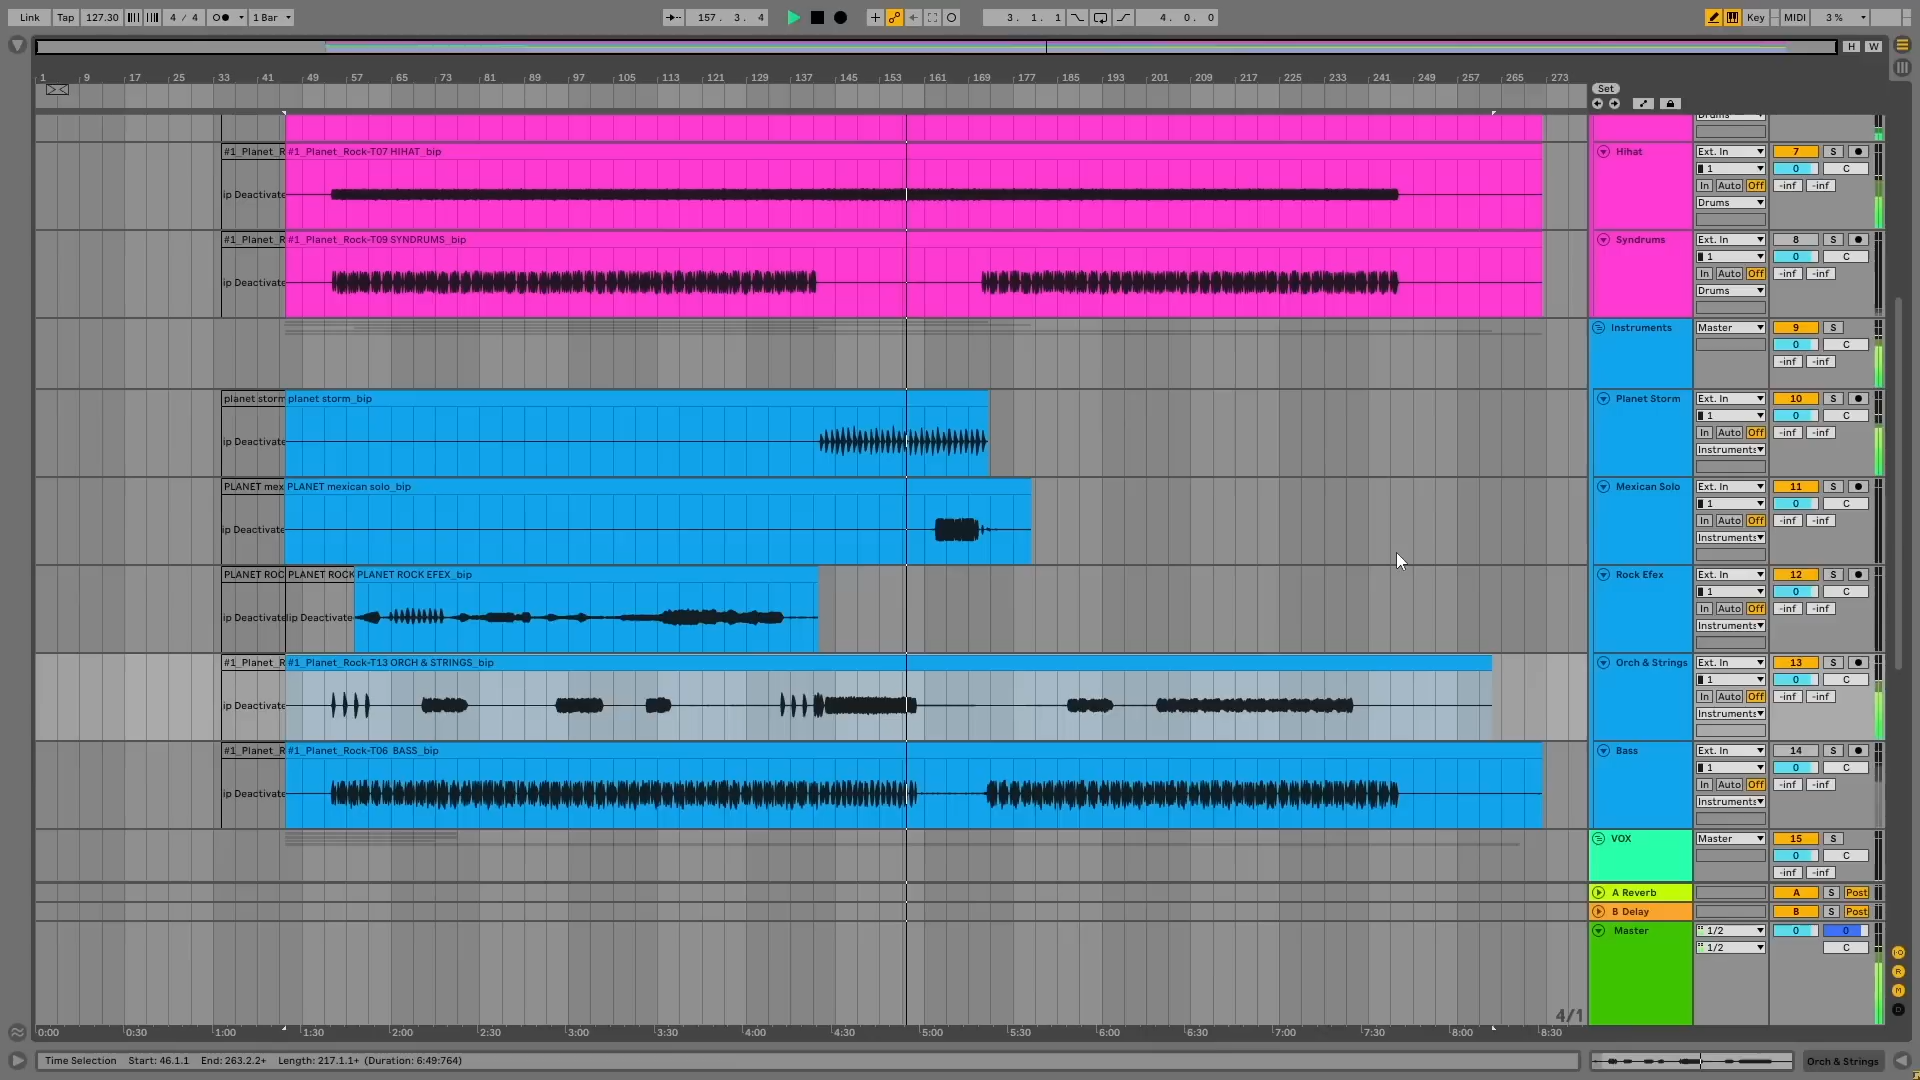 Link Tap 127.30 4 / 4 1 Bar 157. 3. 4 3. 1. 1 4. 0. 0 Key MIDI 3 %
H W
1 9 17 25 33 41 49 57 65 73 81 89 97 105 113 121 129 137 145 153 161 169 177 185 193 201 209 217 225 233 241 249 257 265 273
Set
Drums
#1_Planet_R #1_Planet_Rock-T07 HIHAT_bip Hihat Ext. In 7 S
1 0 C
ip Deactivate In Auto Off -inf -inf
Drums
#1_Planet_R #1_Planet_Rock-T09 SYNDRUMS_bip Syndrums Ext. In 8 S
1 0 C
ip Deactivate In Auto Off -inf -inf
Drums
Instruments Master 9 S
0 C
-inf -inf
planet storm planet storm_bip Planet Storm Ext. In 10 S
1 0 C
ip Deactivate In Auto Off -inf -inf
Instruments
PLANET mex PLANET mexican solo_bip Mexican Solo Ext. In 11 S
1 0 C
ip Deactivate In Auto Off -inf -inf
Instruments
PLANET ROC PLANET ROCK PLANET ROCK EFEX_bip Rock Efex Ext. In 12 S
1 0 C
ip Deactivate lip Deactivate In Auto Off -inf -inf
Instruments
#1_Planet_R #1_Planet_Rock-T13 ORCH & STRINGS_bip Orch & Strings Ext. In 13 S
1 0 C
ip Deactivate In Auto Off -inf -inf
Instruments
#1_Planet_R #1_Planet_Rock-T06 BASS_bip Bass Ext. In 14 S
1 0 C
ip Deactivate In Auto Off -inf -inf
Instruments
VOX Master 15 S
0 C
-inf -inf
A Reverb A S Post
B Delay B S Post
Master 1/2 0 0
1/2 C
I·O
R
M
D
4/1
0:00 0:30 1:00 1:30 2:00 2:30 3:00 3:30 4:00 4:30 5:00 5:30 6:00 6:30 7:00 7:30 8:00 8:30
Time Selection Start: 46.1.1 End: 263.2.2+ Length: 217.1.1+ (Duration: 6:49:764) Orch & Strings